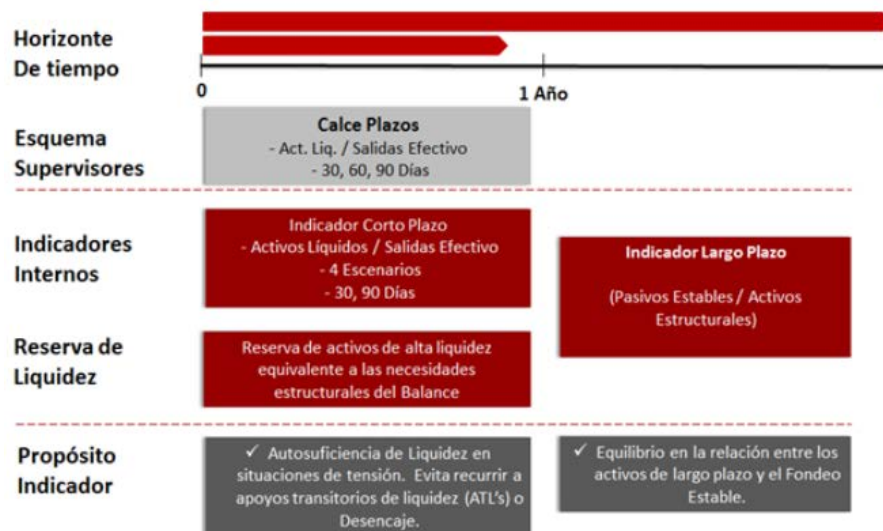 Horizonte
De tiempo
0
1 Año
Esquema
Supervisores
Calce Plazos
- Act. Liq. / Salidas Efectivo
- 30, 60, 90 Días
Indicadores
Internos
Indicador Corto Plazo
- Activos Líquidos / Salidas Efectivo
- 4 Escenarios
- 30, 90 Días
Indicador Largo Plazo
(Pasivos Estables / Activos
Estructurales)
Reserva de
Liquidez
Reserva de activos de alta liquidez
equivalente a las necesidades
estructurales del Balance
Propósito
Indicador
✓ Autosuficiencia de Liquidez en
situaciones de tensión. Evita recurrir a
apoyos transitorios de liquidez (ATL's) o
Desencaje.
✓ Equilibrio en la relación entre los
activos de largo plazo y el Fondeo
Estable.